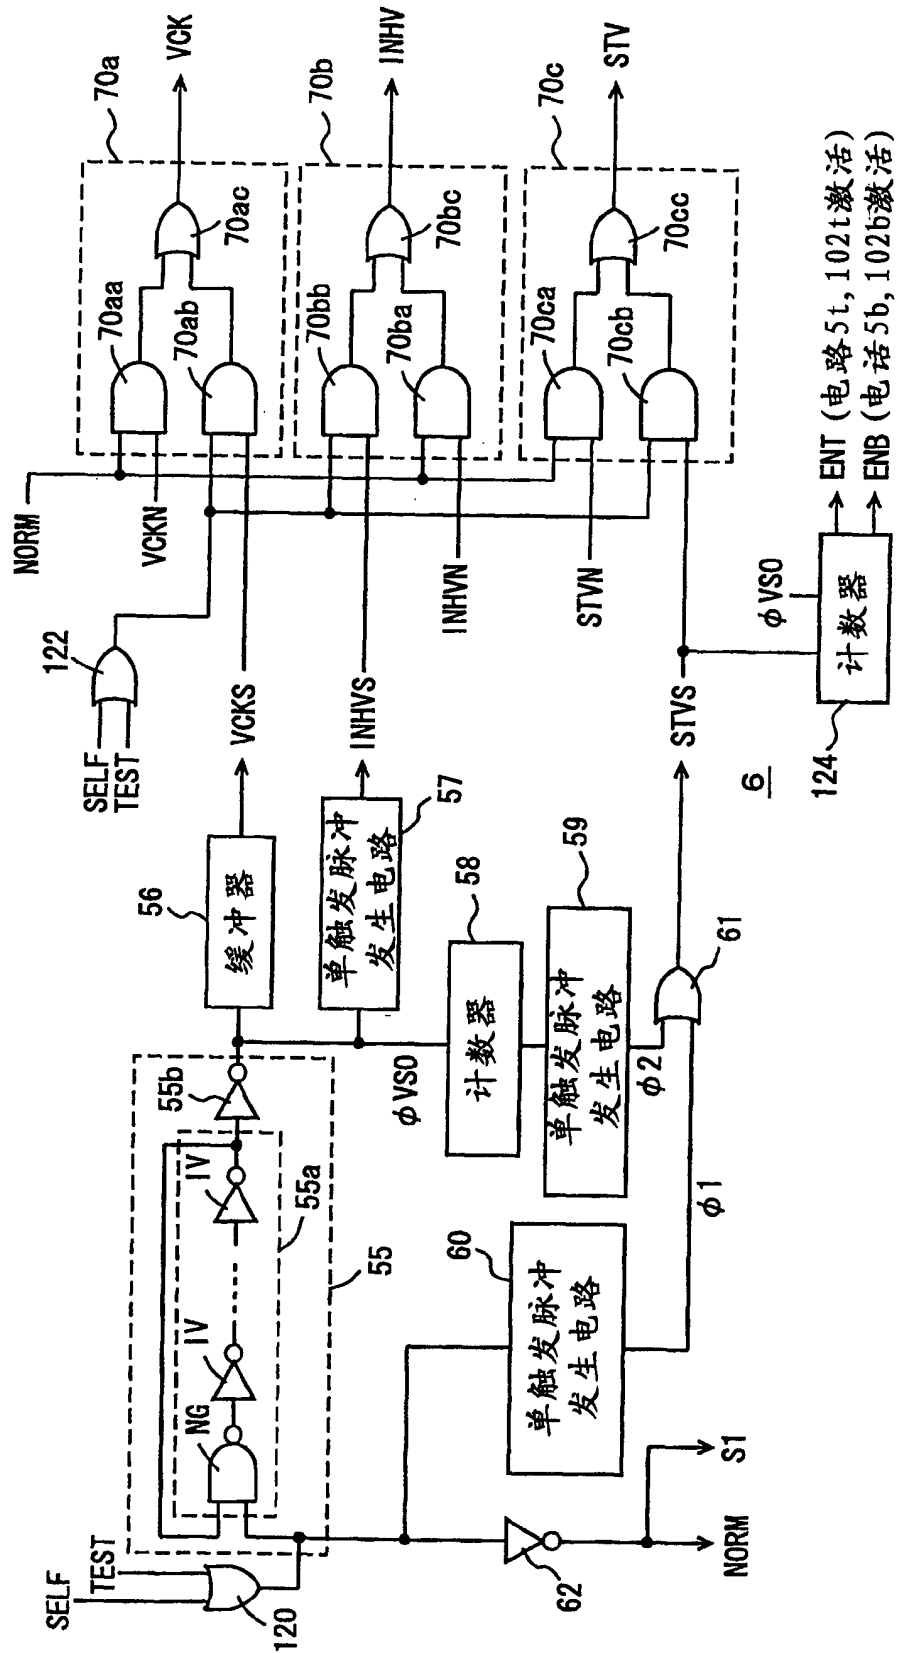 SELF
TEST
120
NG
IV
IV
55a
55b
55
56
缓冲器
VCKS
单触发脉冲
发生电路
57
INHVS
φVSO
计数器
58
单触发脉冲
发生电路
59
φ2
单触发脉冲
发生电路
60
φ1
61
STVS
62
NORM
S1
6
SELF
TEST
122
NORM
VCKN
70aa
70ab
70ac
70a
VCK
INHVN
70bb
70ba
70bc
70b
INHV
STVN
70ca
70cb
70cc
70c
STV
φVSO
计数器
124
ENT (电路5t, 102t激活)
ENB (电话5b, 102b激活)